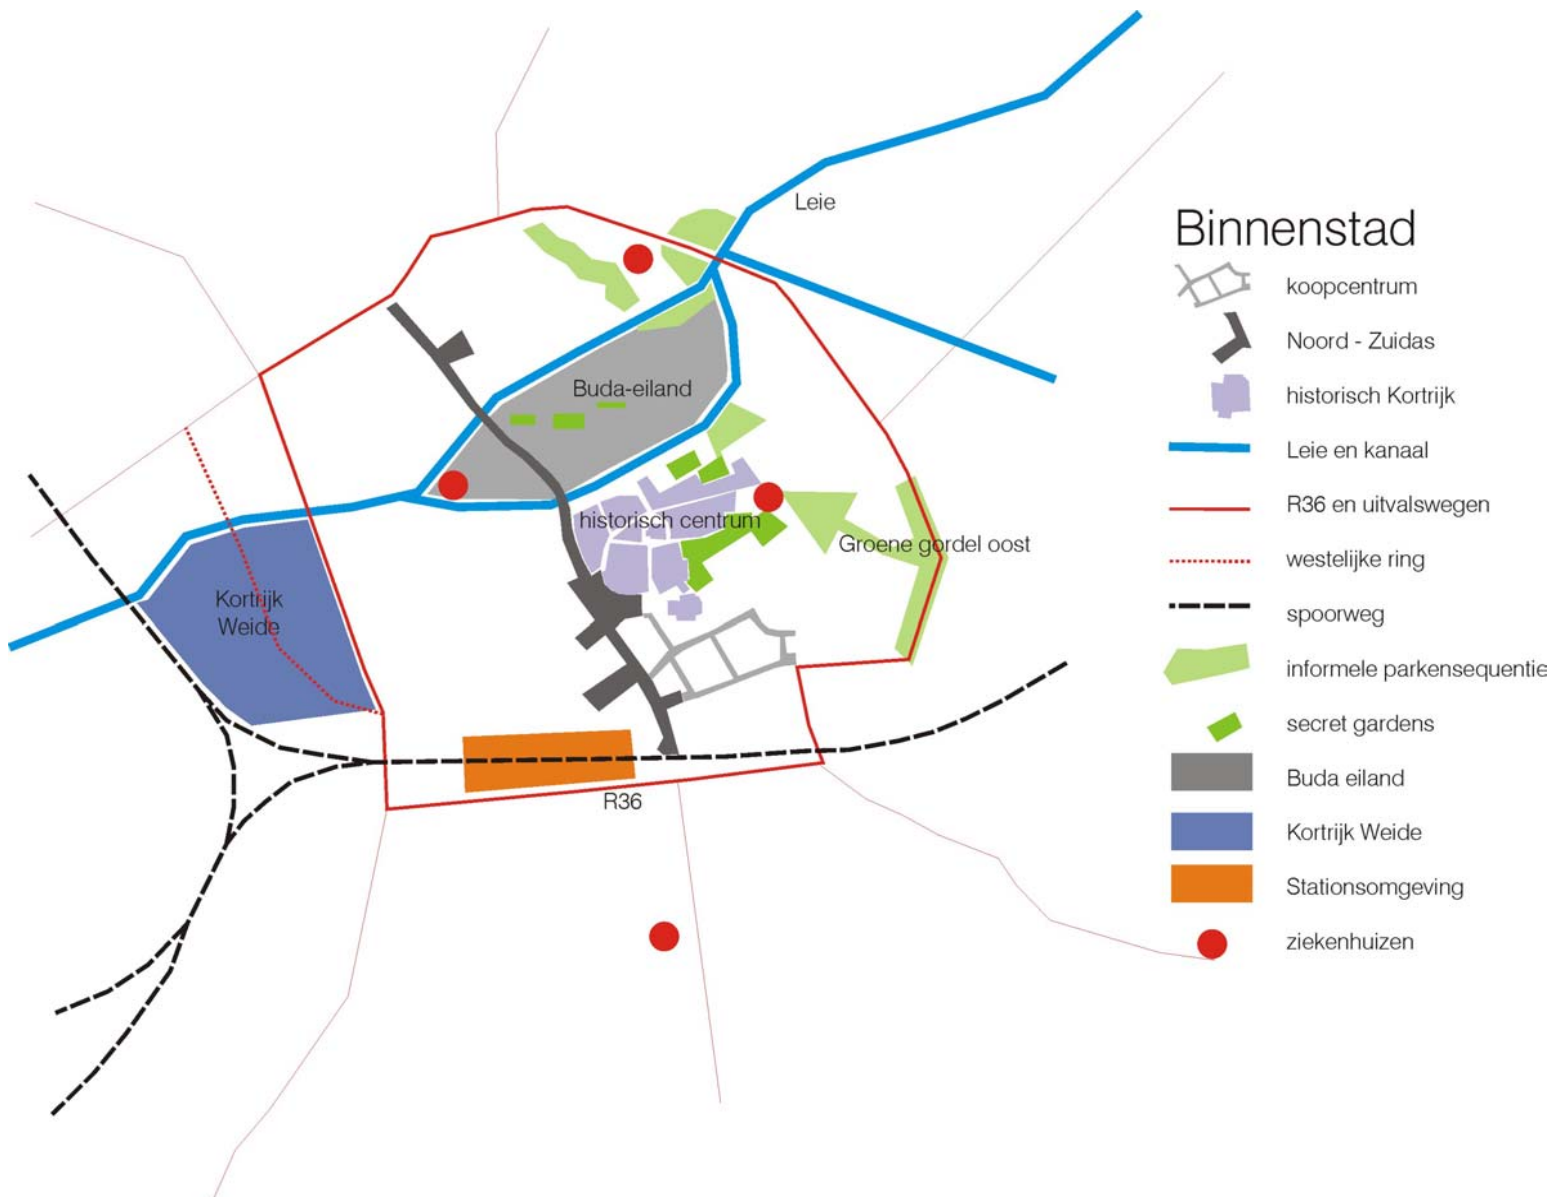 Leie
Buda-eiland
historisch centrum
Groene gordel oost
Kortrijk
Weide
R36
Binnenstad
koopcentrum
Noord - Zuidas
historisch Kortrijk
Leie en kanaal
R36 en uitvalswegen
westelijke ring
spoorweg
informele parkensequentie
secret gardens
Buda eiland
Kortrijk Weide
Stationsomgeving
ziekenhuizen